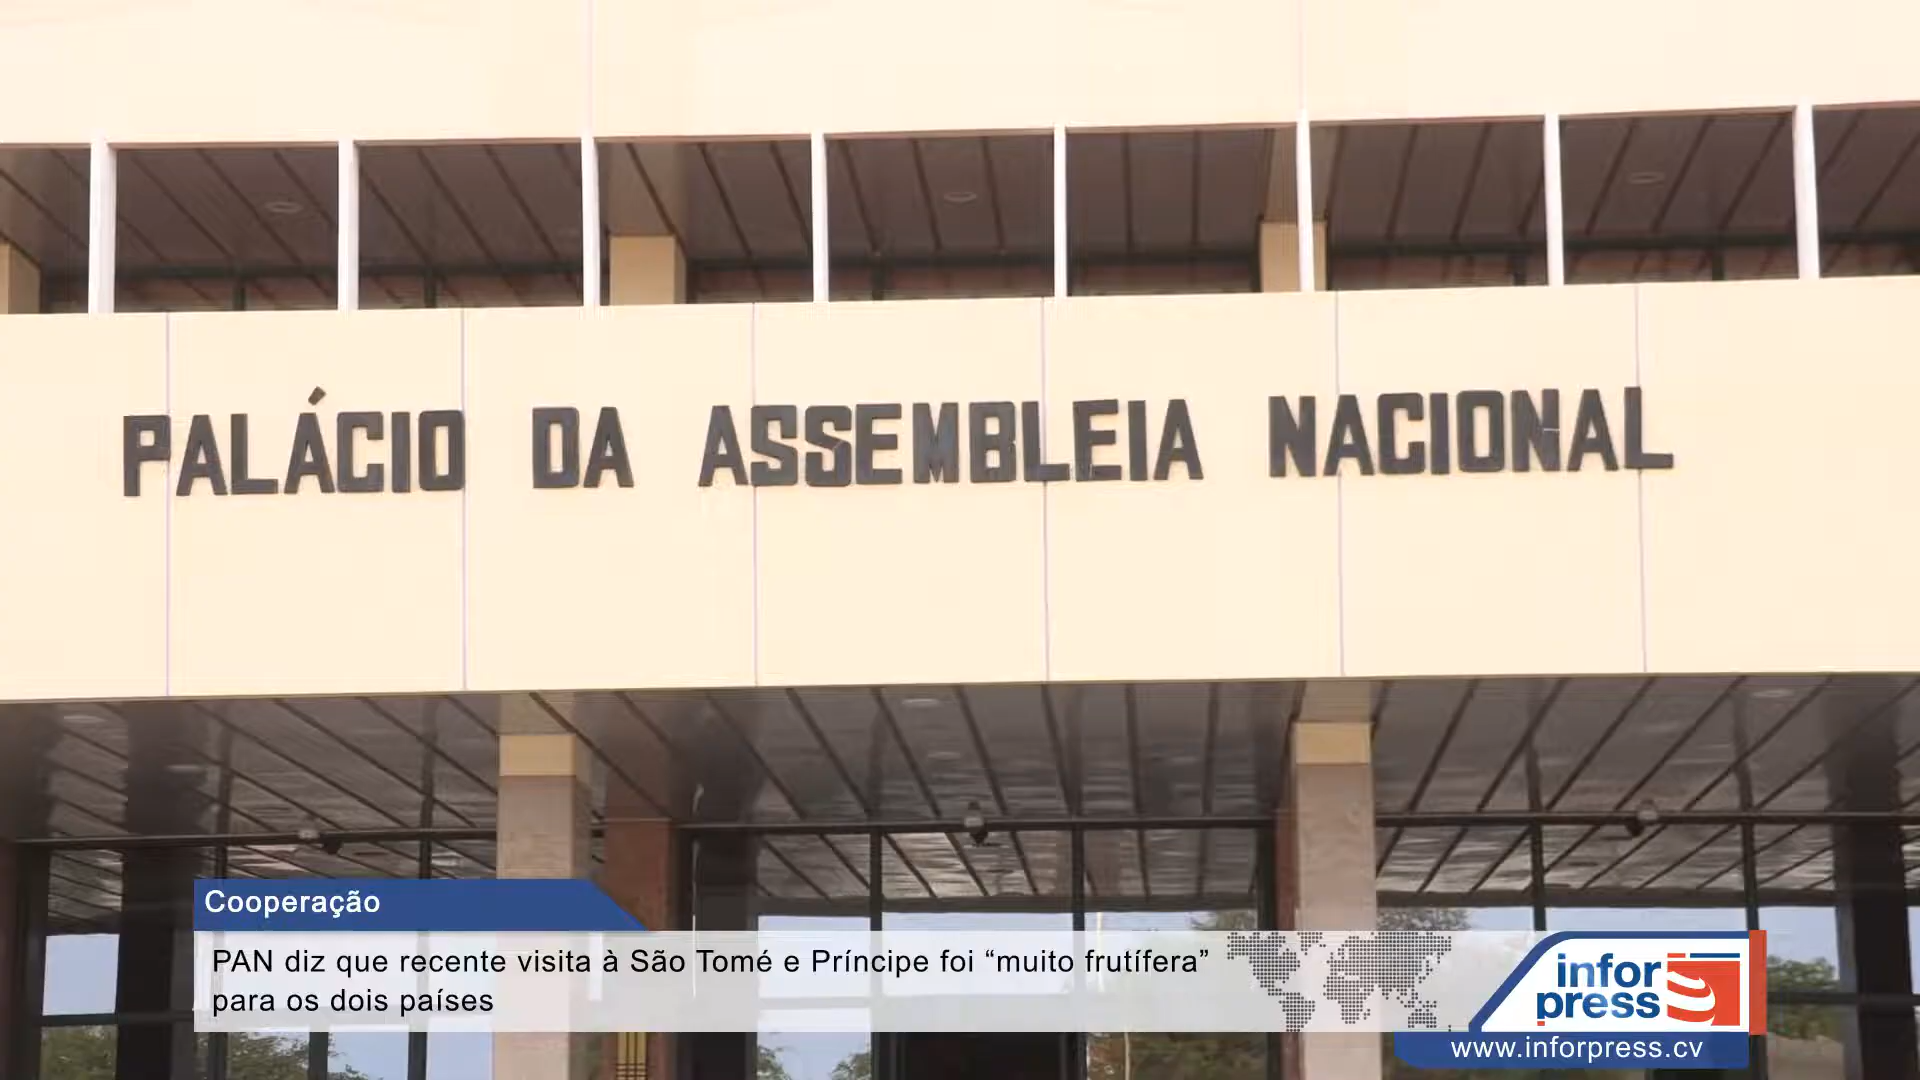 PALÁCIO DA ASSEMBLEIA NACIONAL
Cooperação
PAN diz que recente visita à São Tomé e Príncipe foi “muito frutífera”
para os dois países
infor
press
www.inforpress.cv